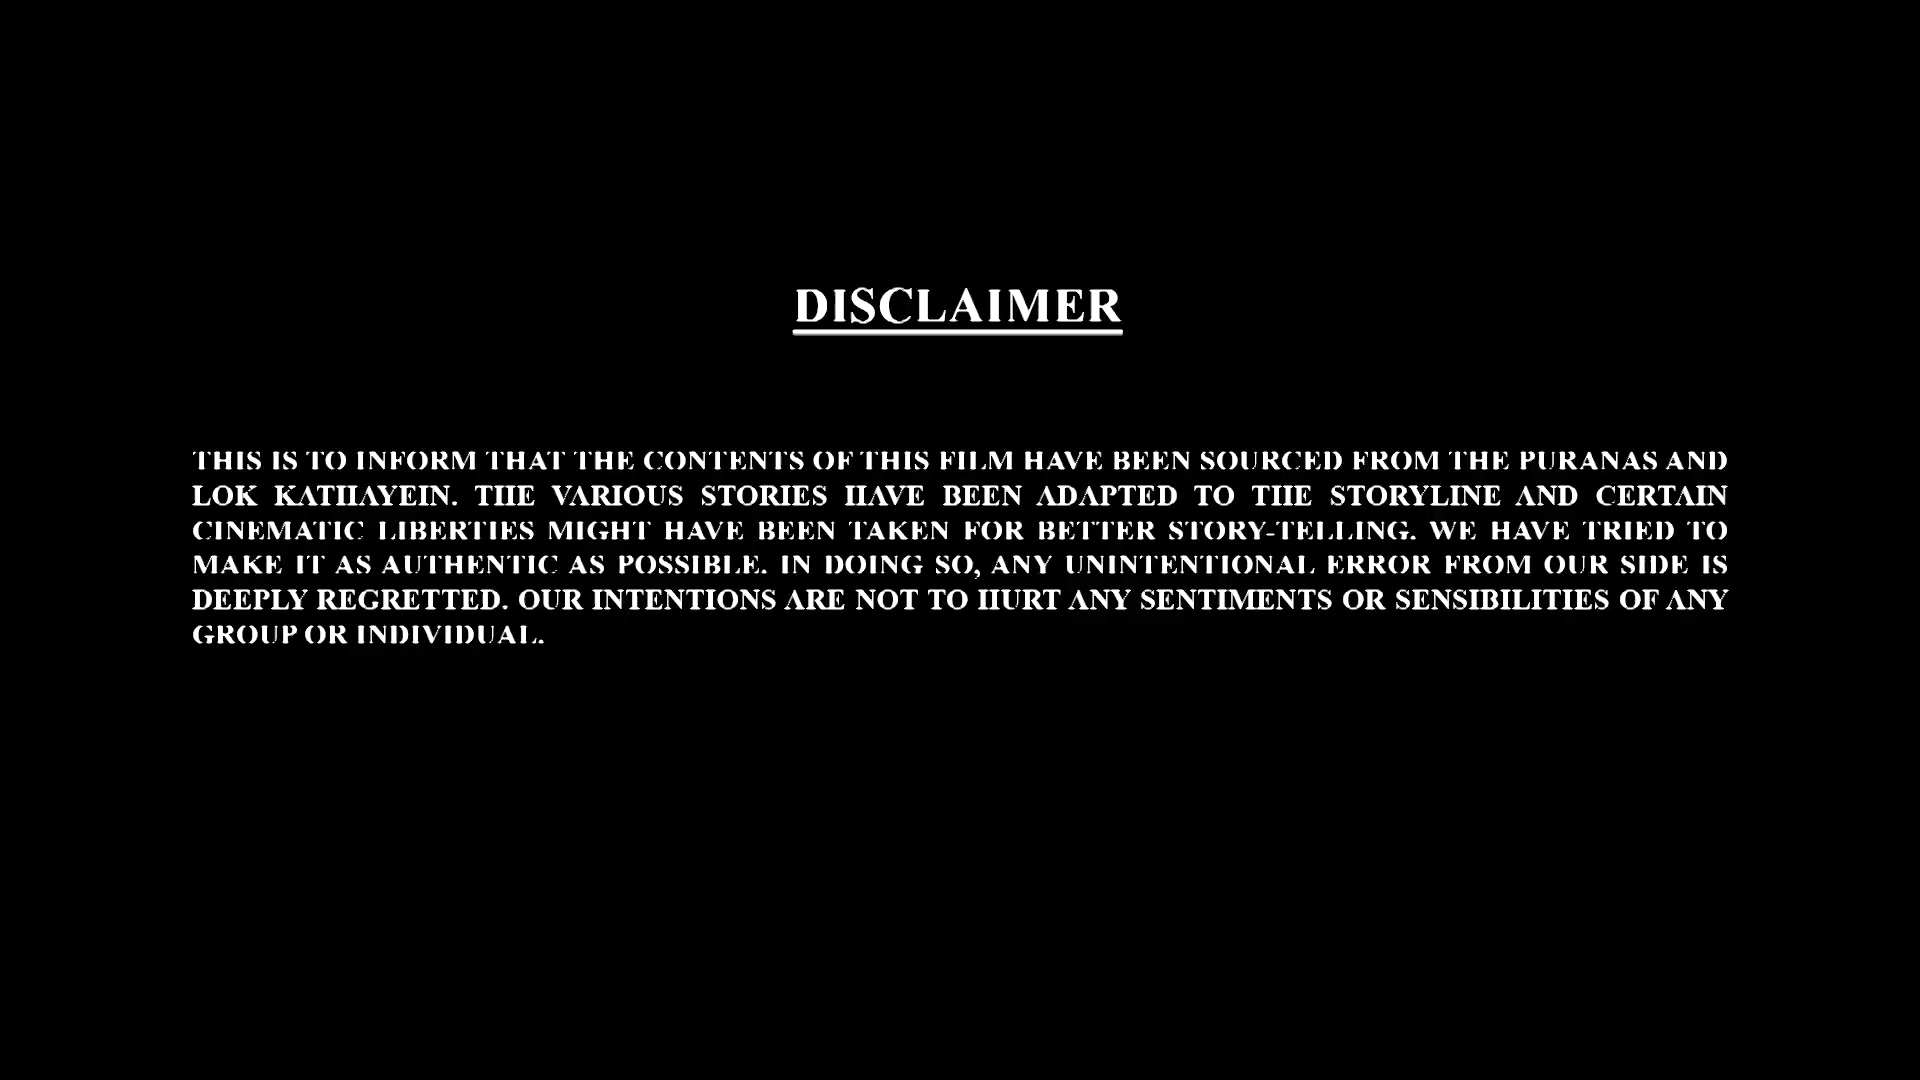 DISCLAIMER
THIS IS TO INFORM THAT THE CONTENTS OF THIS FILM HAVE BEEN SOURCED FROM THE PURANAS AND
LOK KATHAYEIN. THE VARIOUS STORIES HAVE BEEN ADAPTED TO THE STORYLINE AND CERTAIN
CINEMATIC LIBERTIES MIGHT HAVE BEEN TAKEN FOR BETTER STORY-TELLING. WE HAVE TRIED TO
MAKE IT AS AUTHENTIC AS POSSIBLE. IN DOING SO, ANY UNINTENTIONAL ERROR FROM OUR SIDE IS
DEEPLY REGRETTED. OUR INTENTIONS ARE NOT TO HURT ANY SENTIMENTS OR SENSIBILITIES OF ANY
GROUP OR INDIVIDUAL.